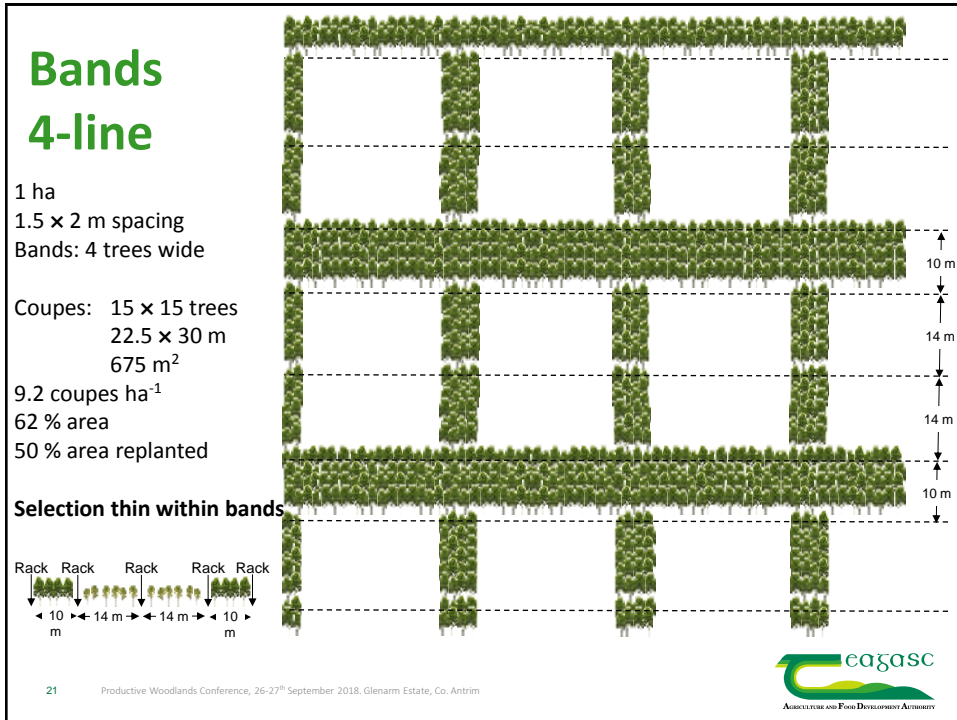 Bands
4-line
1 ha
1.5 × 2 m spacing
Bands: 4 trees wide
Coupes: 15 × 15 trees
22.5 × 30 m
675 m²
9.2 coupes ha⁻¹
62 % area
50 % area replanted
Selection thin within bands
10 m
14 m
14 m
10 m
Rack Rack Rack Rack Rack
10 14 m 14 m 10
m m
21 Productive Woodlands Conference, 26-27th September 2018. Glenarm Estate, Co. Antrim
eagasc
AGRICULTURE AND FOOD DEVELOPMENT AUTHORITY